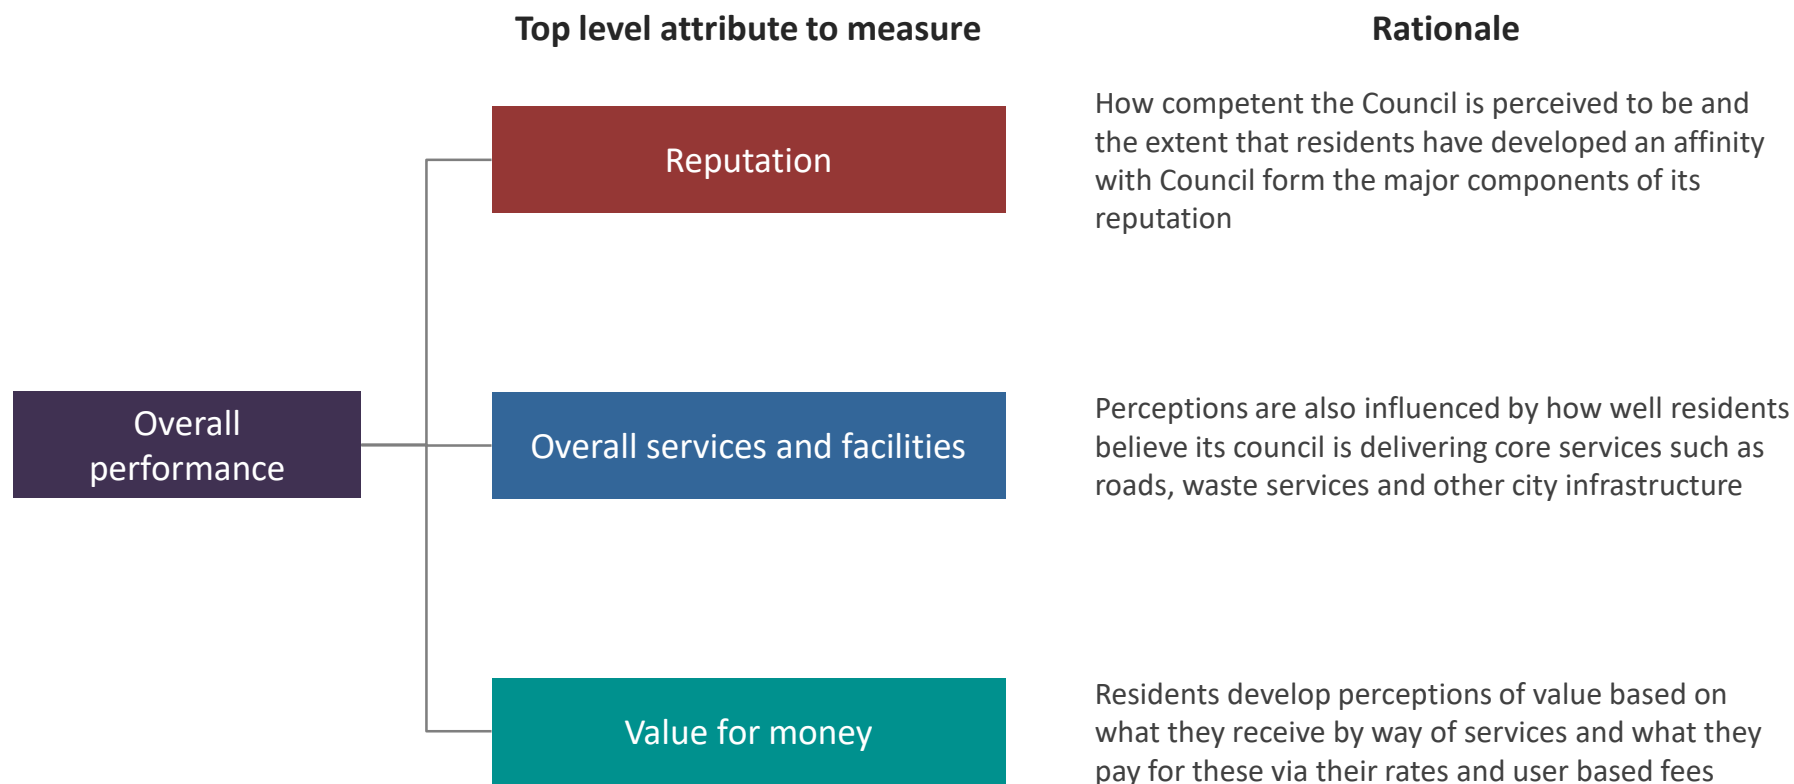 Top level attribute to measure
Rationale
Reputation
How competent the Council is perceived to be and
the extent that residents have developed an affinity
with Council form the major components of its
reputation
Overall
performance
Overall services and facilities
Perceptions are also influenced by how well residents
believe its council is delivering core services such as
roads, waste services and other city infrastructure
Value for money
Residents develop perceptions of value based on
what they receive by way of services and what they
pay for these via their rates and user based fees